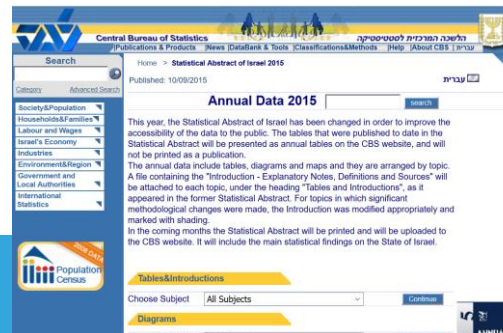 Central Bureau of Statistics
הלשכה המרכזית לסטטיסטיקה
Publications & Products |News |DataBank & Tools |Classifications&Methods |Help |About CBS | עברית
Search
Category Advanced Search
Society&Population
Households&Families
Labour and Wages
Israel's Economy
Industries
Environment&Region
Government and
Local Authorities
International
Statistics
2008 DATA
Population
Census
Home > Statistical Abstract of Israel 2015
Published: 10/09/2015
עברית
Annual Data 2015
search
This year, the Statistical Abstract of Israel has been changed in order to improve the
accessibility of the data to the public. The tables that were published to date in the
Statistical Abstract will be presented as annual tables on the CBS website, and will
not be printed as a publication.
The annual data include tables, diagrams and maps and they are arranged by topic.
A file containing the "Introduction - Explanatory Notes, Definitions and Sources" will
be attached to each topic, under the heading "Tables and Introductions", as it
appeared in the former Statistical Abstract. For topics in which significant
methodological changes were made, the Introduction was modified appropriately and
marked with shading.
In the coming months the Statistical Abstract will be printed and will be uploaded to
the CBS website. It will include the main statistical findings on the State of Israel.
Tables&Introductions
Choose Subject All Subjects Continue
Diagrams